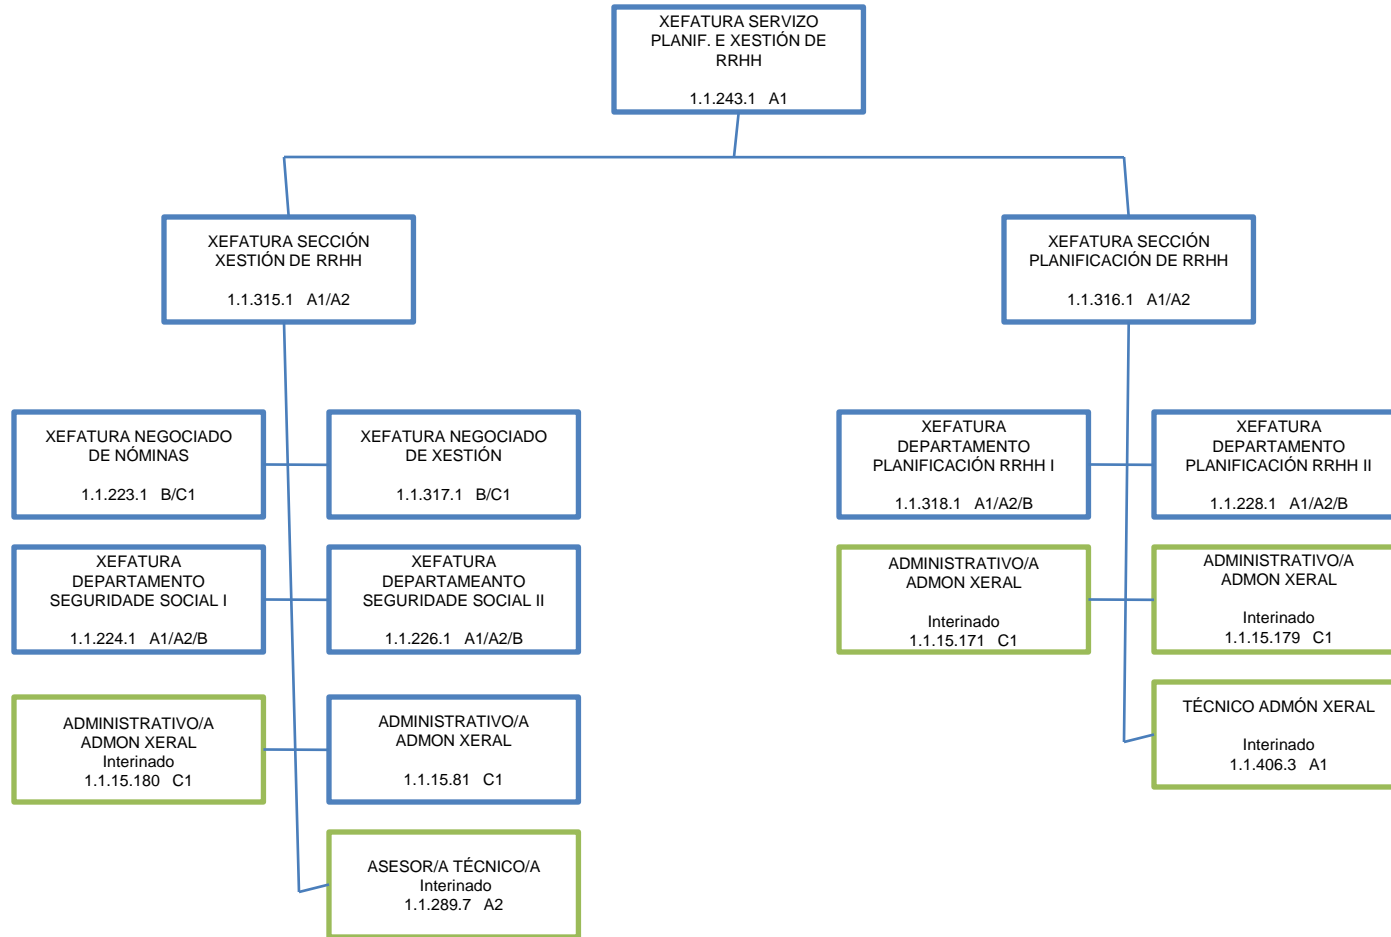 XEFATURA SERVIZO
PLANIF. E XESTIÓN DE
RRHH
1.1.243.1 A1
XEFATURA SECCIÓN
XESTIÓN DE RRHH
1.1.315.1 A1/A2
XEFATURA SECCIÓN
PLANIFICACIÓN DE RRHH
1.1.316.1 A1/A2
XEFATURA NEGOCIADO
DE NÓMINAS
1.1.223.1 B/C1
XEFATURA NEGOCIADO
DE XESTIÓN
1.1.317.1 B/C1
XEFATURA
DEPARTAMENTO
PLANIFICACIÓN RRHH I
1.1.318.1 A1/A2/B
XEFATURA
DEPARTAMENTO
PLANIFICACIÓN RRHH II
1.1.228.1 A1/A2/B
XEFATURA
DEPARTAMENTO
SEGURIDADE SOCIAL I
1.1.224.1 A1/A2/B
XEFATURA
DEPARTAMEANTO
SEGURIDADE SOCIAL II
1.1.226.1 A1/A2/B
ADMINISTRATIVO/A
ADMON XERAL
Interinado
1.1.15.171 C1
ADMINISTRATIVO/A
ADMON XERAL
Interinado
1.1.15.179 C1
ADMINISTRATIVO/A
ADMON XERAL
Interinado
1.1.15.180 C1
ADMINISTRATIVO/A
ADMON XERAL
1.1.15.81 C1
TÉCNICO ADMÓN XERAL
Interinado
1.1.406.3 A1
ASESOR/A TÉCNICO/A
Interinado
1.1.289.7 A2